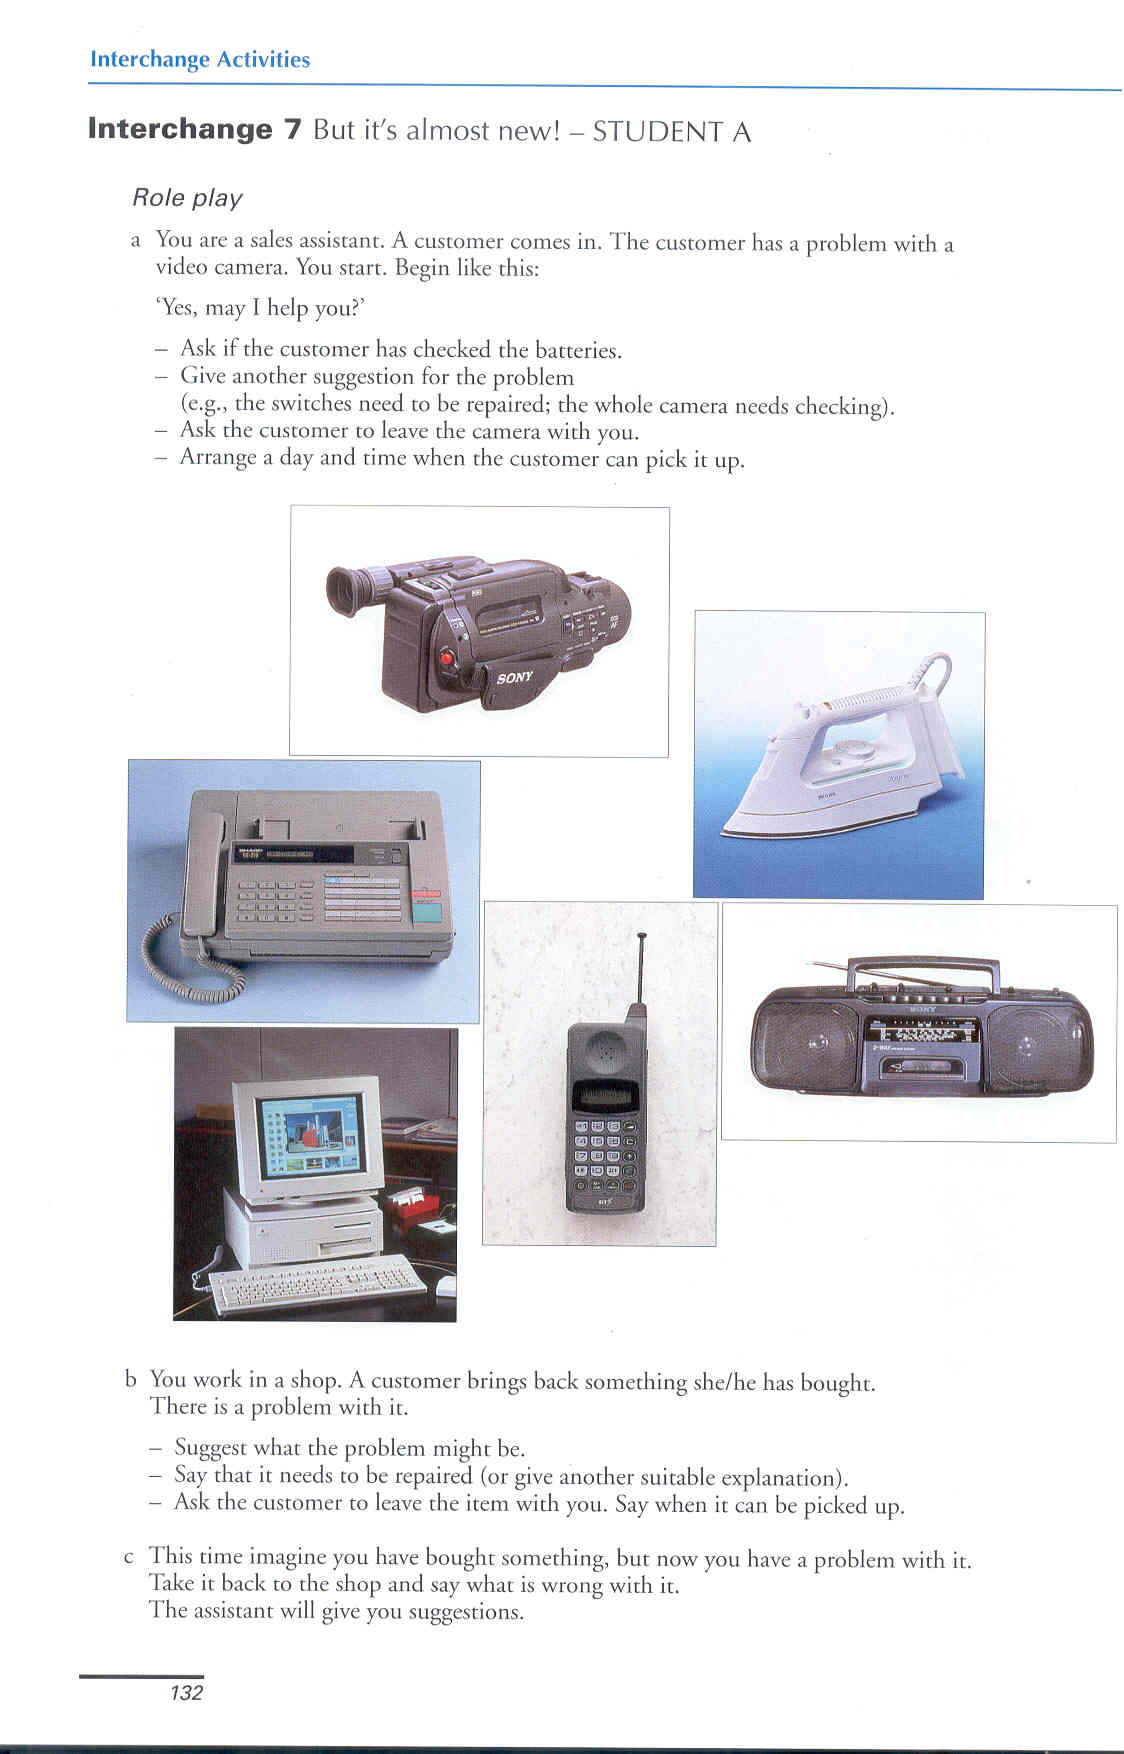 Interchange Activities
Interchange 7 But it's almost new! – STUDENT A
Role play
a You are a sales assistant. A customer comes in. The customer has a problem with a
video camera. You start. Begin like this:
‘Yes, may I help you?’
– Ask if the customer has checked the batteries.
– Give another suggestion for the problem
(e.g., the switches need to be repaired; the whole camera needs checking).
– Ask the customer to leave the camera with you.
– Arrange a day and time when the customer can pick it up.
SONY
AF
SHARP
PHILIPS
SONY
b You work in a shop. A customer brings back something she/he has bought.
There is a problem with it.
– Suggest what the problem might be.
– Say that it needs to be repaired (or give another suitable explanation).
– Ask the customer to leave the item with you. Say when it can be picked up.
c This time imagine you have bought something, but now you have a problem with it.
Take it back to the shop and say what is wrong with it.
The assistant will give you suggestions.
132